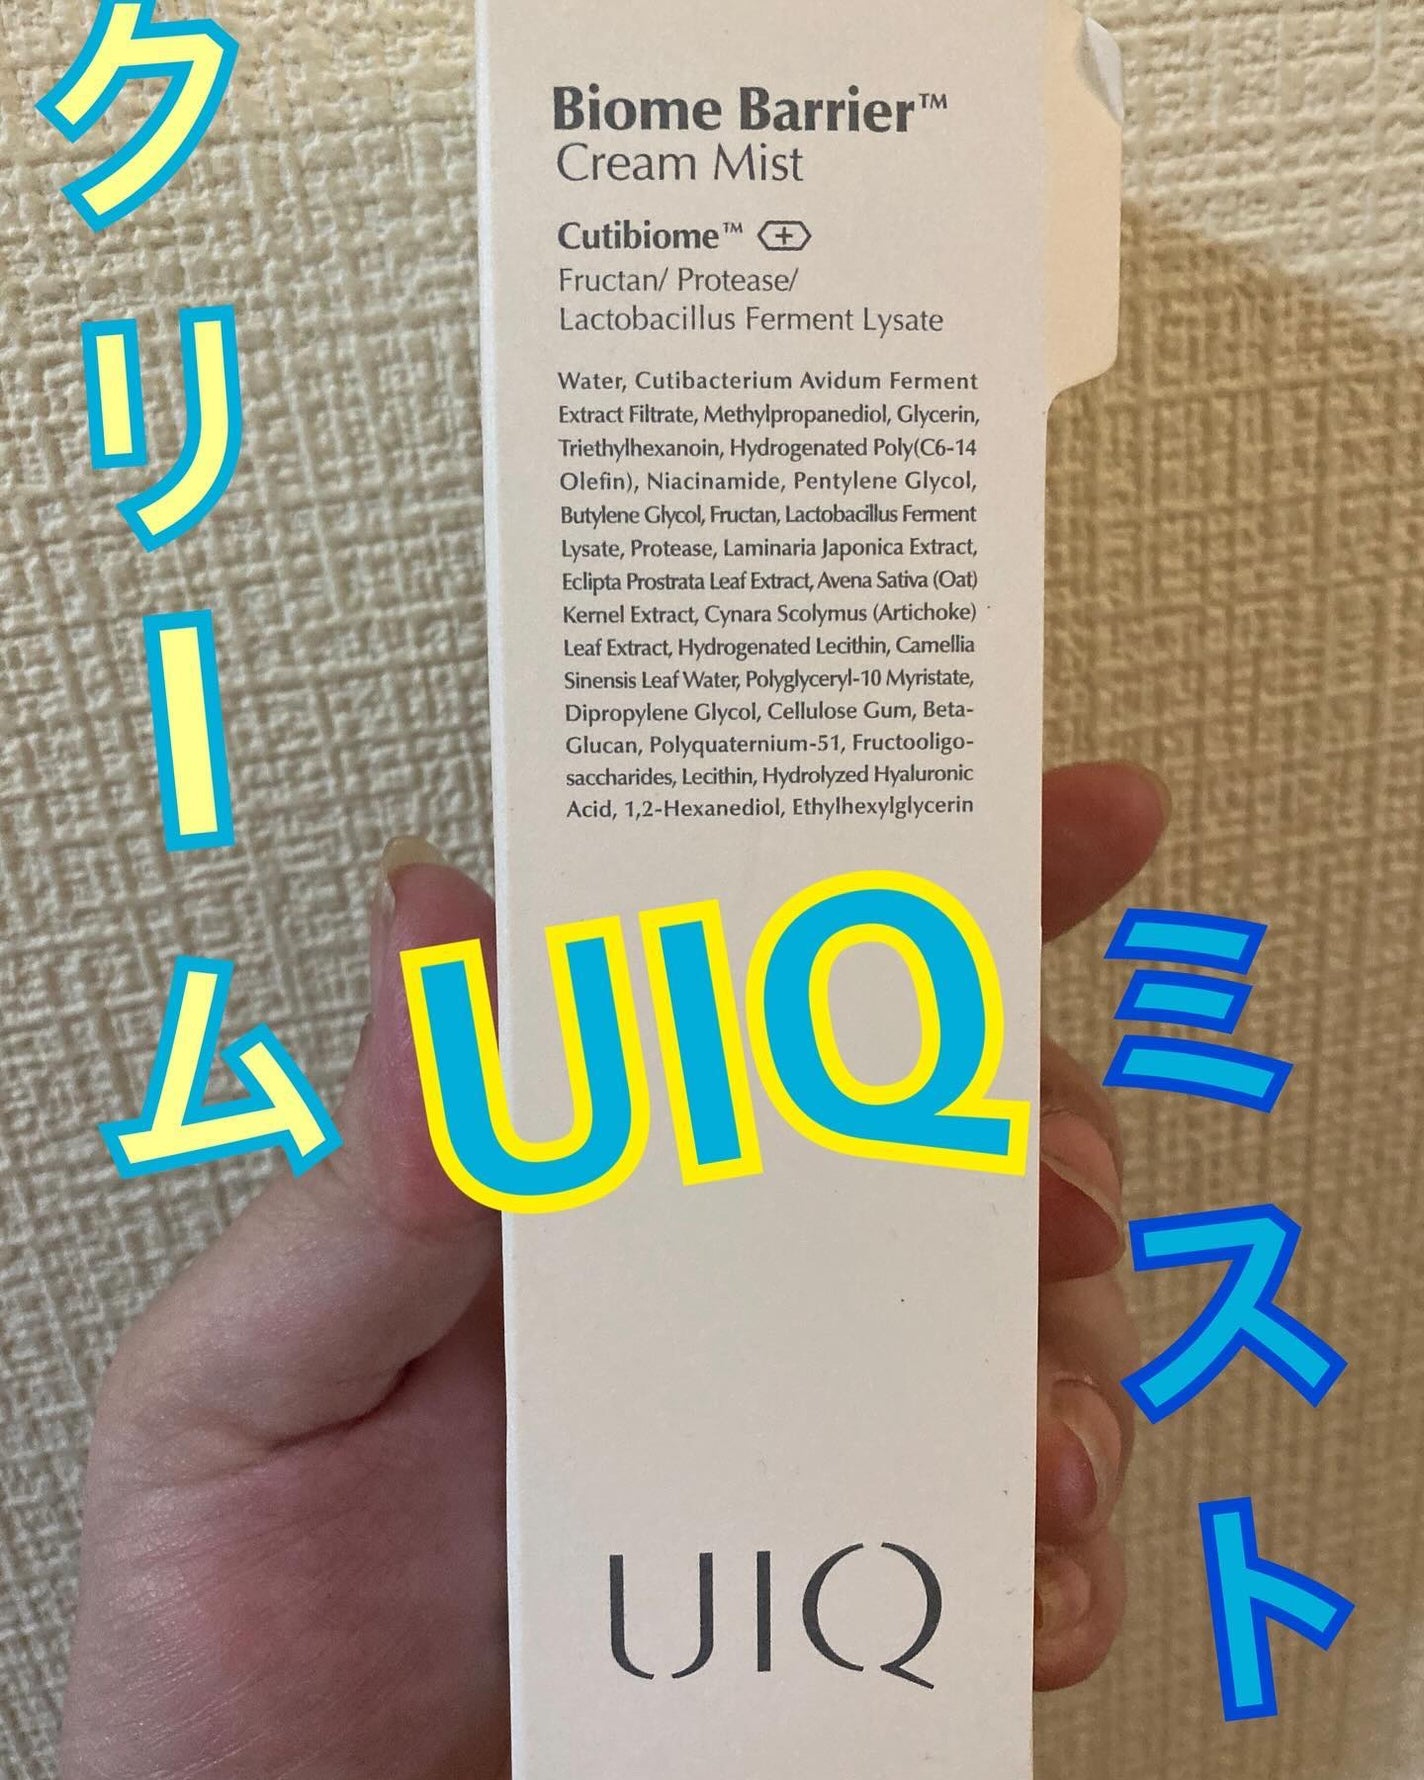 クリーム
Biome Barrier™
Cream Mist
Cutibiome™ +
Fructan/ Protease/
Lactobacillus Ferment Lysate
Water, Cutibacterium Avidum Ferment
Extract Filtrate, Methylpropanediol, Glycerin,
Triethylhexanoin, Hydrogenated Poly(C6-14
Olefin), Niacinamide, Pentylene Glycol,
Butylene Glycol, Fructan, Lactobacillus Ferment
Lysate, Protease, Laminaria Japonica Extract,
Eclipta Prostrata Leaf Extract, Avena Sativa (Oat)
Kernel Extract, Cynara Scolymus (Artichoke)
Leaf Extract, Hydrogenated Lecithin, Camellia
Sinensis Leaf Water, Polyglyceryl-10 Myristate,
Dipropylene Glycol, Cellulose Gum, Beta-
Glucan, Polyquaternium-51, Fructooligo-
saccharides, Lecithin, Hydrolyzed Hyaluronic
Acid, 1,2-Hexanediol, Ethylhexylglycerin
UIQ
ミスト
UIQ